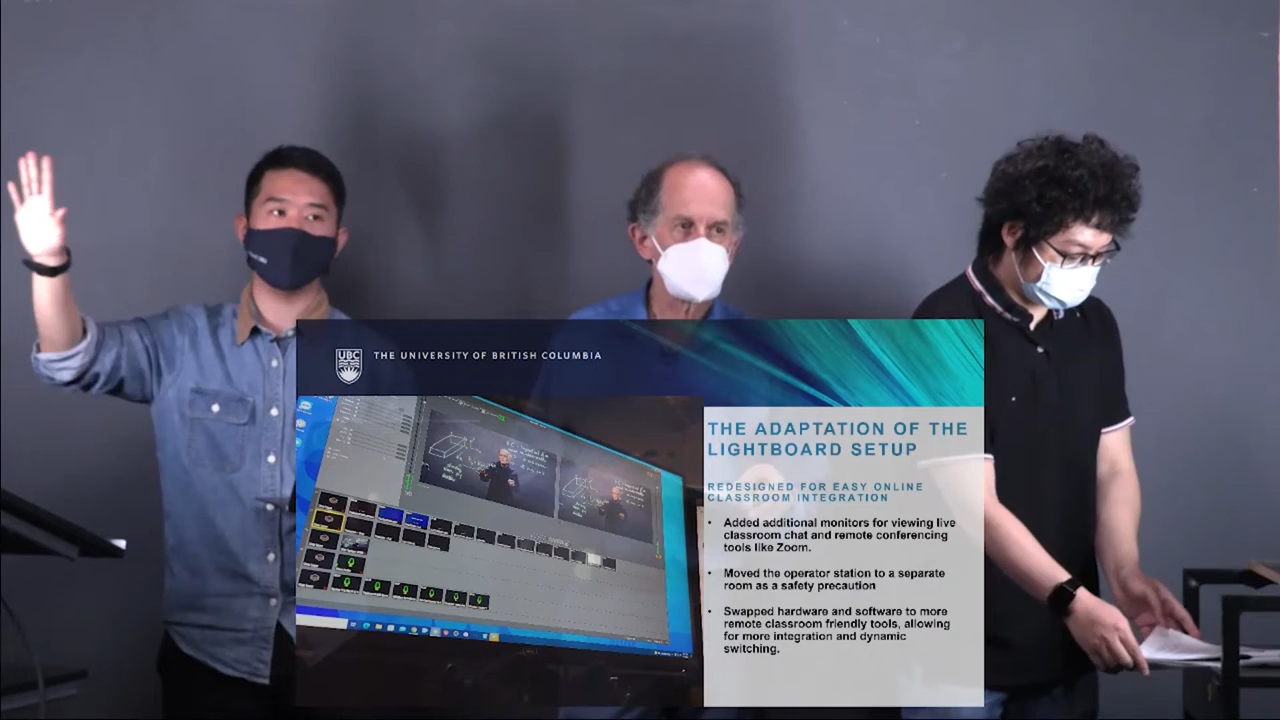 UBC
THE UNIVERSITY OF BRITISH COLUMBIA
THE ADAPTATION OF THE
LIGHTBOARD SETUP
REDESIGNED FOR EASY ONLINE
CLASSROOM INTEGRATION
• Added additional monitors for viewing live
classroom chat and remote conferencing
tools like Zoom.
• Moved the operator station to a separate
room as a safety precaution
• Swapped hardware and software to more
remote classroom friendly tools, allowing
for more integration and dynamic
switching.